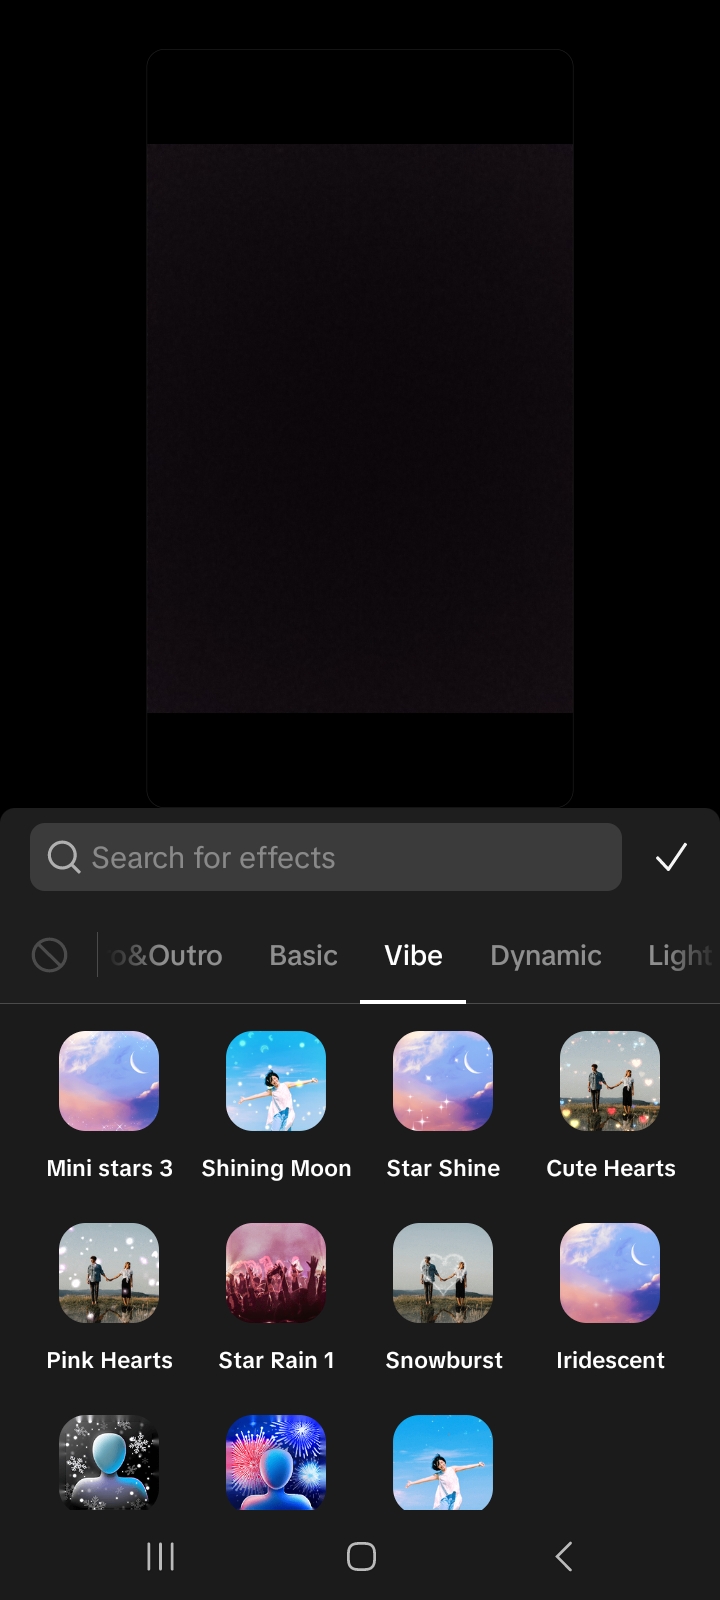 Search for effects
o&Outro
Basic
Vibe
Dynamic
Light
Mini stars 3
Shining Moon
Star Shine
Cute Hearts
Pink Hearts
Star Rain 1
Snowburst
Iridescent